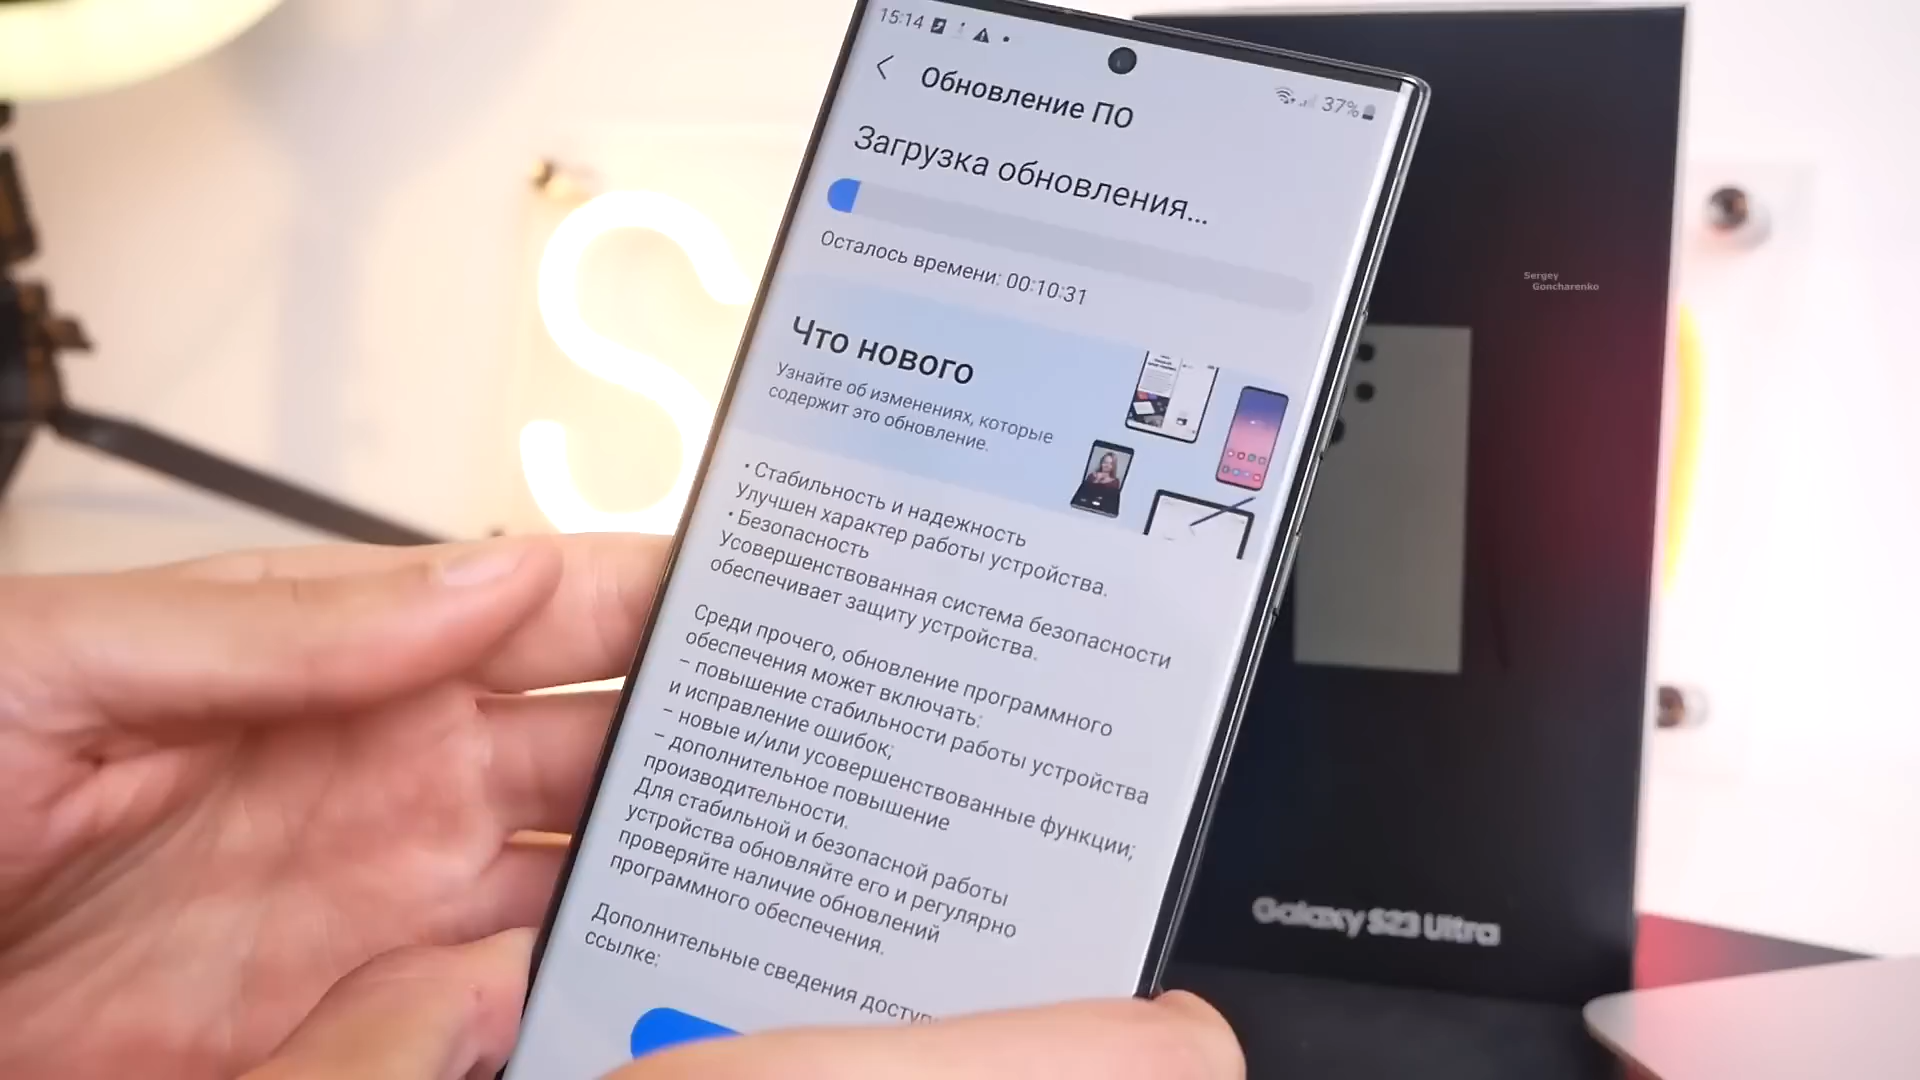 15:14
37%
Обновление ПО
Загрузка обновления...
Осталось времени: 00:10:31
Что нового
Узнайте об изменениях, которые
содержит это обновление.
• Стабильность и надежность
Улучшен характер работы устройства.
• Безопасность
Усовершенствованная система безопасности
обеспечивает защиту устройства.
Среди прочего, обновление программного
обеспечения может включать:
– повышение стабильности работы устройства
и исправление ошибок;
– новые и/или усовершенствованные функции;
– дополнительное повышение
производительности.
Для стабильной и безопасной работы
устройства обновляйте его и регулярно
проверяйте наличие обновлений
программного обеспечения.
Дополнительные сведения
ссылке:
S
Sergey
Goncharenko
Galaxy S23 Ultra